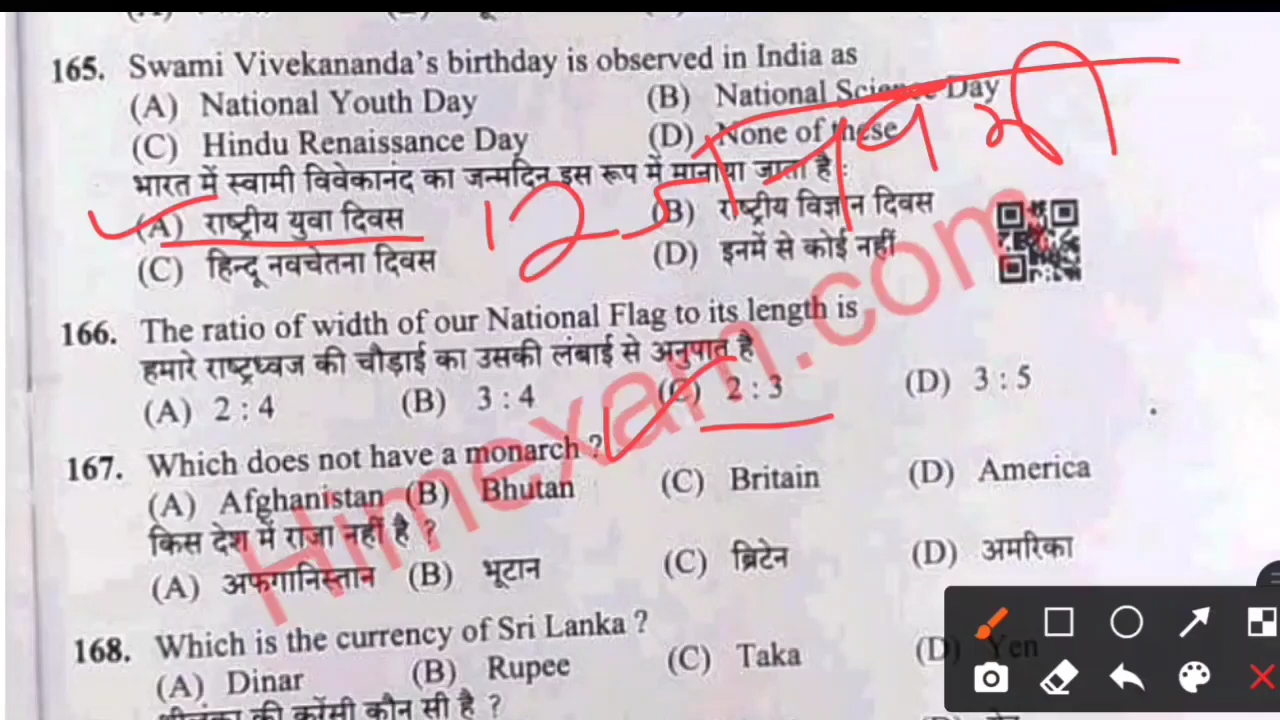 165. Swami Vivekananda's birthday is observed in India as
(A) National Youth Day (B) National Science Day
(C) Hindu Renaissance Day (D) None of these
भारत में स्वामी विवेकानंद का जन्मदिन इस रूप में मानाया जाता है :
(A) राष्ट्रीय युवा दिवस (B) राष्ट्रीय विज्ञान दिवस
(C) हिन्दू नवचेतना दिवस (D) इनमें से कोई नहीं
12 जनवरी
166. The ratio of width of our National Flag to its length is
हमारे राष्ट्रध्वज की चौड़ाई का उसकी लंबाई से अनुपात है
(A) 2 : 4 (B) 3 : 4 (C) 2 : 3 (D) 3 : 5
167. Which does not have a monarch ?
(A) Afghanistan (B) Bhutan (C) Britain (D) America
किस देश में राजा नहीं है ?
(A) अफगानिस्तान (B) भूटान (C) ब्रिटेन (D) अमरिका
168. Which is the currency of Sri Lanka ?
(A) Dinar (B) Rupee (C) Taka (D) Yen
श्रीलंका की करेंसी कौन सी है ?
Himexam.com